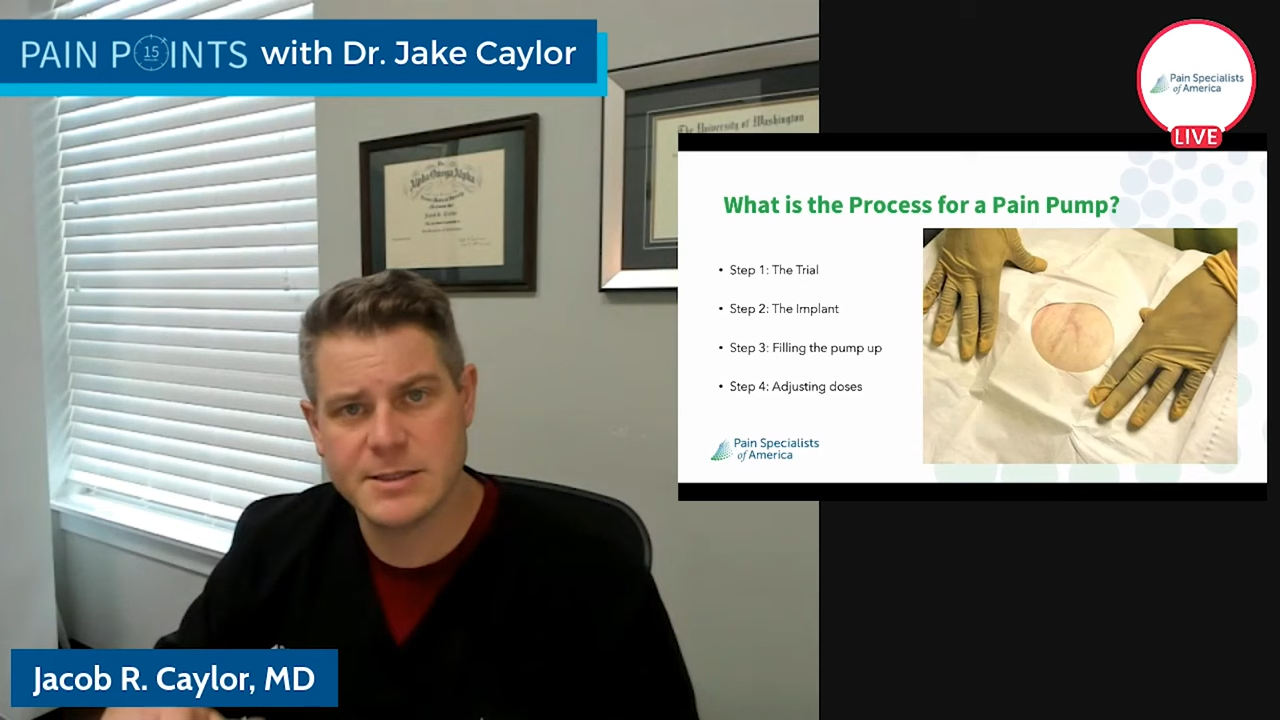 PAIN POINTS with Dr. Jake Caylor
15
Pain Specialists
of America
LIVE
Alpha Omega Alpha
The University of Washington
What is the Process for a Pain Pump?
• Step 1: The Trial
• Step 2: The Implant
• Step 3: Filling the pump up
• Step 4: Adjusting doses
Pain Specialists
of America
Jacob R. Caylor, MD